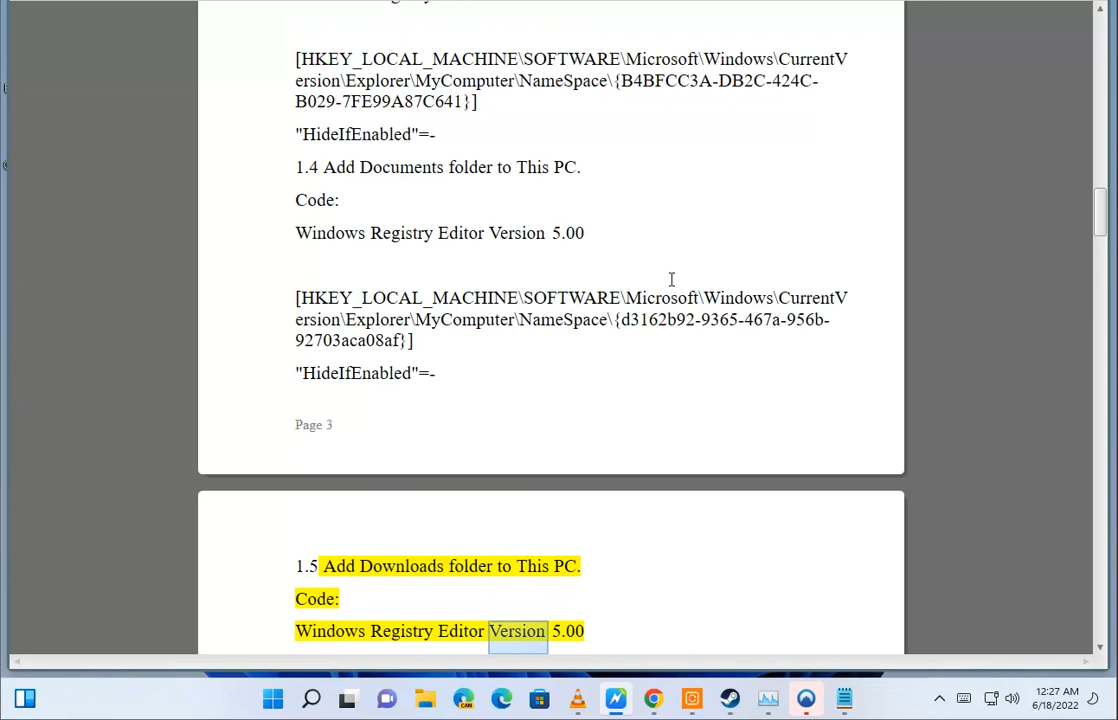 [HKEY_LOCAL_MACHINE\SOFTWARE\Microsoft\Windows\CurrentV
ersion\Explorer\MyComputer\NameSpace\{B4BFCC3A-DB2C-424C-
B029-7FE99A87C641}]
"HideIfEnabled"=-
1.4 Add Documents folder to This PC.
Code:
Windows Registry Editor Version 5.00
[HKEY_LOCAL_MACHINE\SOFTWARE\Microsoft\Windows\CurrentV
ersion\Explorer\MyComputer\NameSpace\{d3162b92-9365-467a-956b-
92703aca08af}]
"HideIfEnabled"=-
Page 3
1.5 Add Downloads folder to This PC.
Code:
Windows Registry Editor Version 5.00
CAN
12:27 AM
6/18/2022